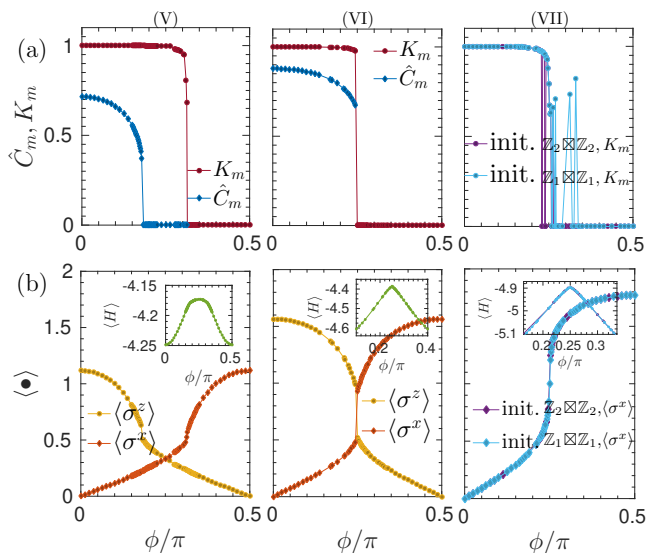 (V) (VI) (VII)
(a)
Ĉₘ, Kₘ
1
0.5
0
Kₘ
Ĉₘ
0 0.5
Kₘ
Ĉₘ
0 0.5
init. ℤ₂⊠ℤ₂, Kₘ
init. ℤ₁⊠ℤ₁, Kₘ
0 0.5
(b)
⟨●⟩
2
1.5
1
0.5
0
⟨H⟩
-4.15
-4.2
-4.25
0 0.5
ϕ/π
⟨σᶻ⟩
⟨σˣ⟩
0 0.5
ϕ/π
⟨H⟩
-4.4
-4.5
-4.6
0.2 0.4
ϕ/π
⟨σᶻ⟩
⟨σˣ⟩
0 0.5
ϕ/π
⟨H⟩
-4.9
-5
-5.1
0.2 0.25 0.3
ϕ/π
init. ℤ₂⊠ℤ₂,⟨σˣ⟩
init. ℤ₁⊠ℤ₁,⟨σˣ⟩
0 0.5
ϕ/π